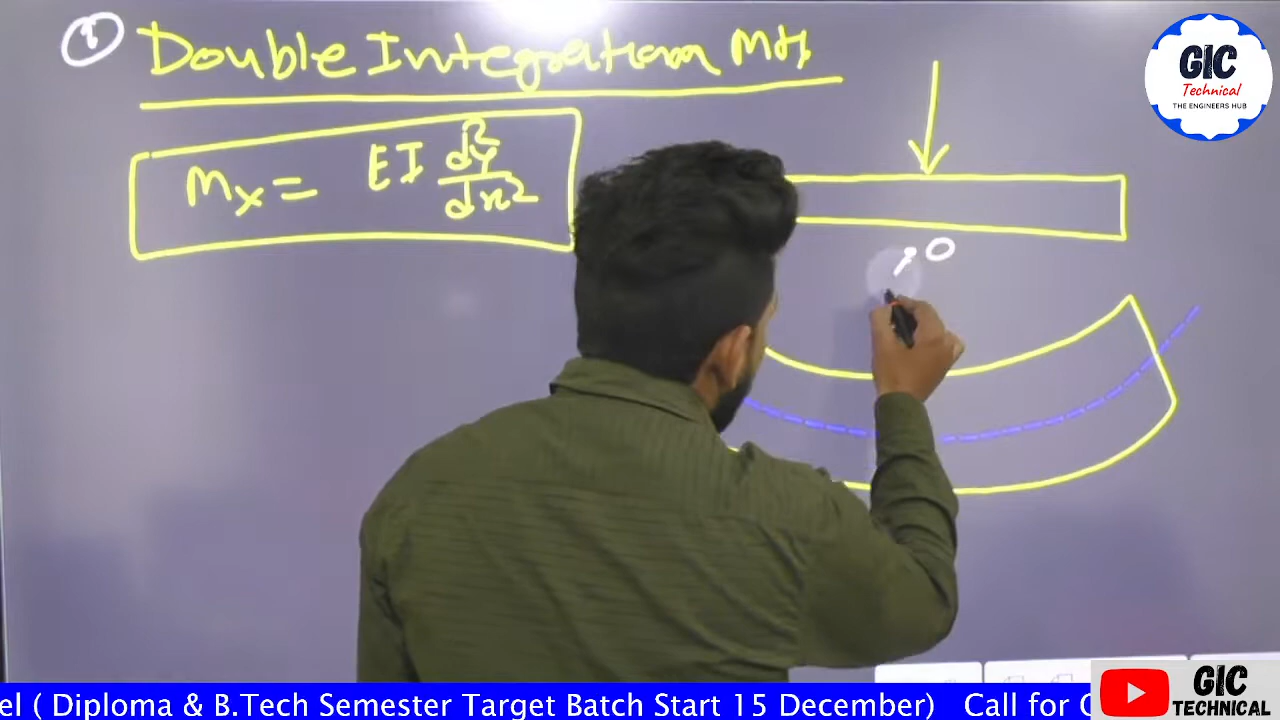 ① Double Integration Mth
Mx = EI d²y/dx²
O
GIC
Technical
THE ENGINEERS HUB
el ( Diploma & B.Tech Semester Target Batch Start 15 December) Call for
GIC
TECHNICAL